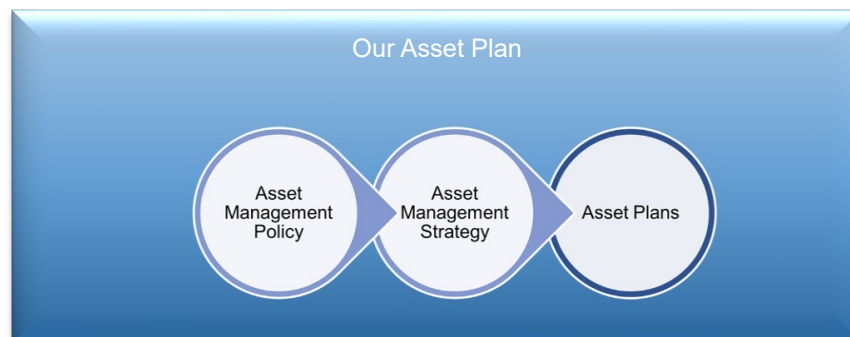 Our Asset Plan
Asset
Management
Policy
Asset
Management
Strategy
Asset Plans